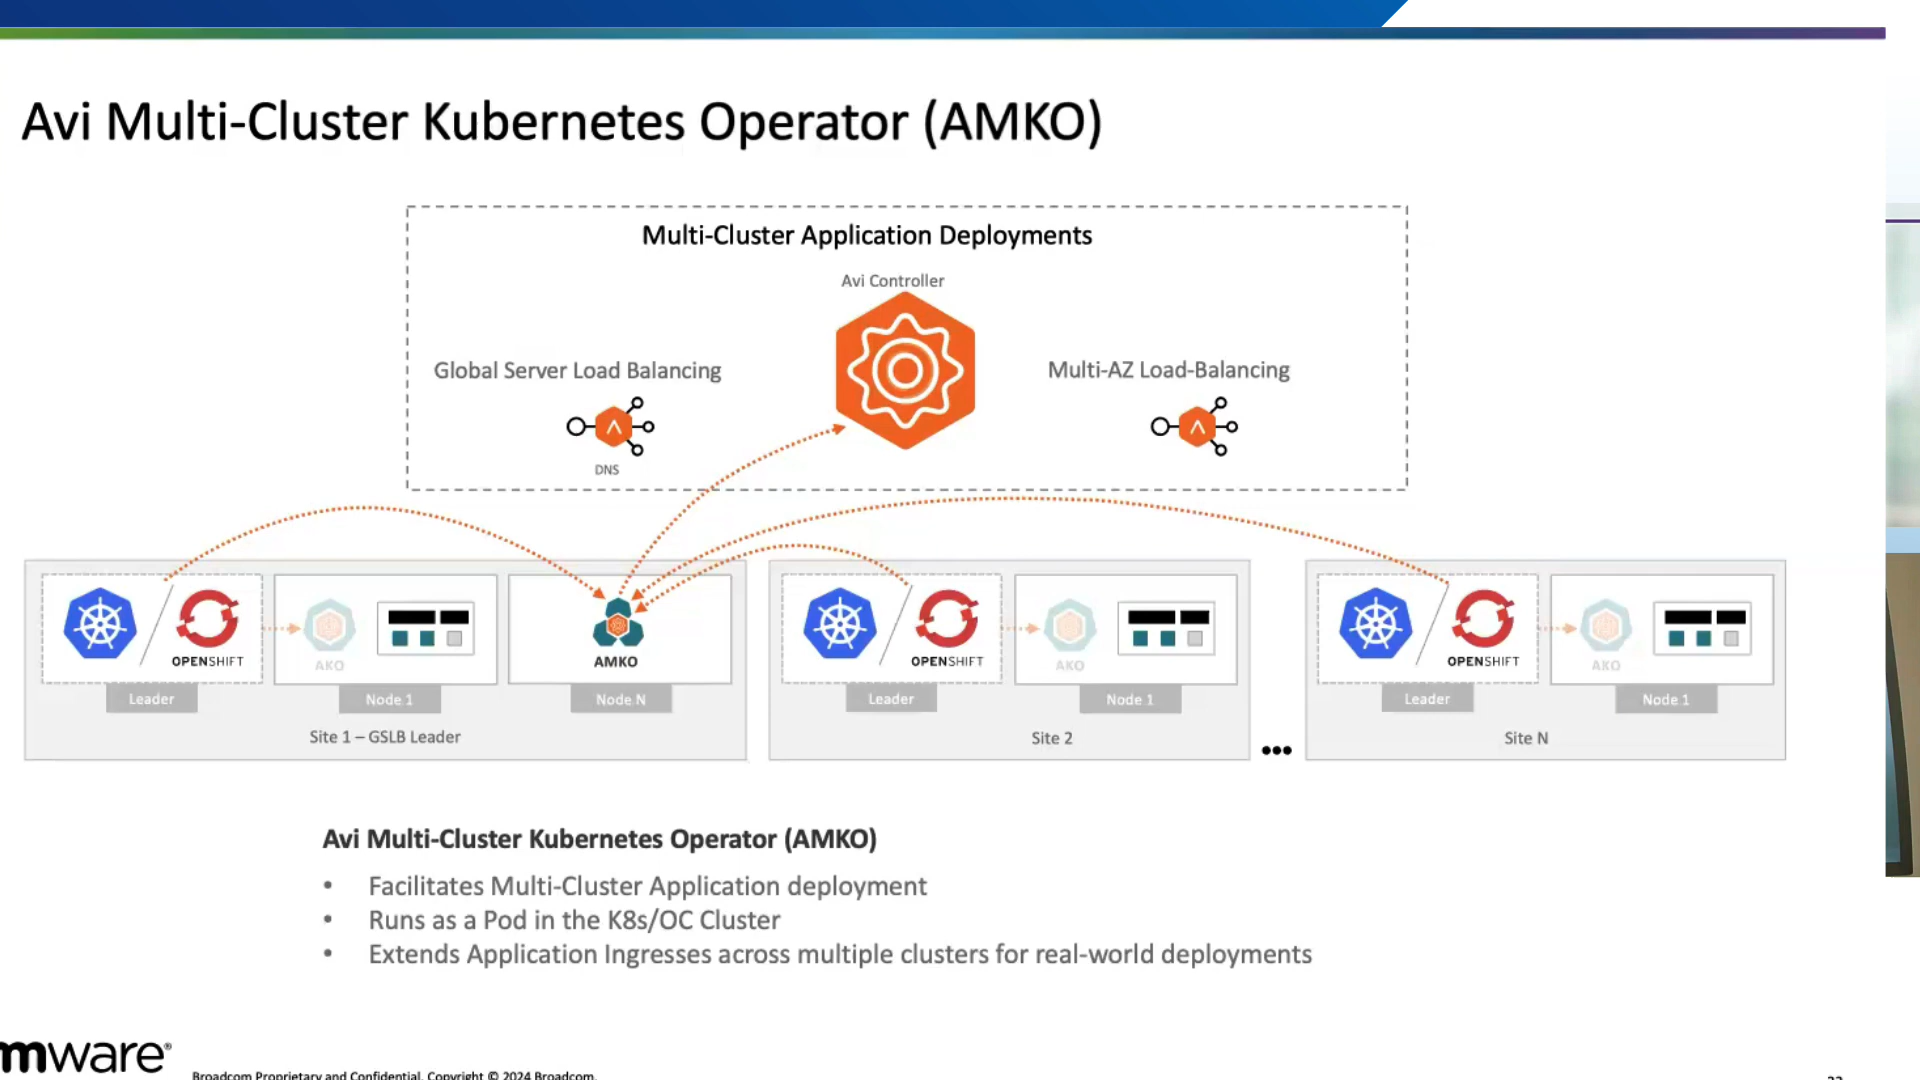 Avi Multi-Cluster Kubernetes Operator (AMKO)
Multi-Cluster Application Deployments
Avi Controller
Global Server Load Balancing
Multi-AZ Load-Balancing
DNS
OPENSHIFT
AKO
AMKO
Leader
Node 1
Node N
Site 1 – GSLB Leader
OPENSHIFT
AKO
Leader
Node 1
Site 2
•••
OPENSHIFT
AKO
Leader
Node 1
Site N
Avi Multi-Cluster Kubernetes Operator (AMKO)
• Facilitates Multi-Cluster Application deployment
• Runs as a Pod in the K8s/OC Cluster
• Extends Application Ingresses across multiple clusters for real-world deployments
mware®
Broadcom Proprietary and Confidential. Copyright © 2024 Broadcom.